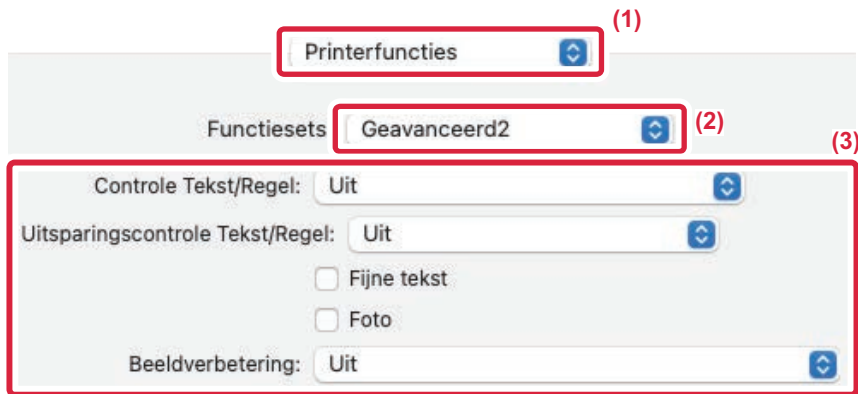 (1)
Printerfuncties
Functiesets Geavanceerd2 (2)
(3)
Controle Tekst/Regel: Uit
Uitsparingscontrole Tekst/Regel: Uit
Fijne tekst
Foto
Beeldverbetering: Uit